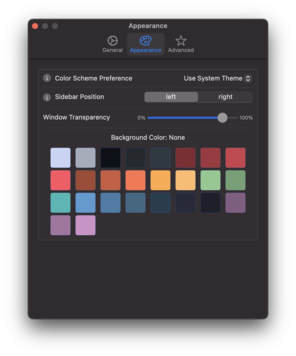 Appearance
General Appearance Advanced
Color Scheme Preference Use System Theme
Sidebar Position left right
Window Transparency 0% 100%
Background Color: None